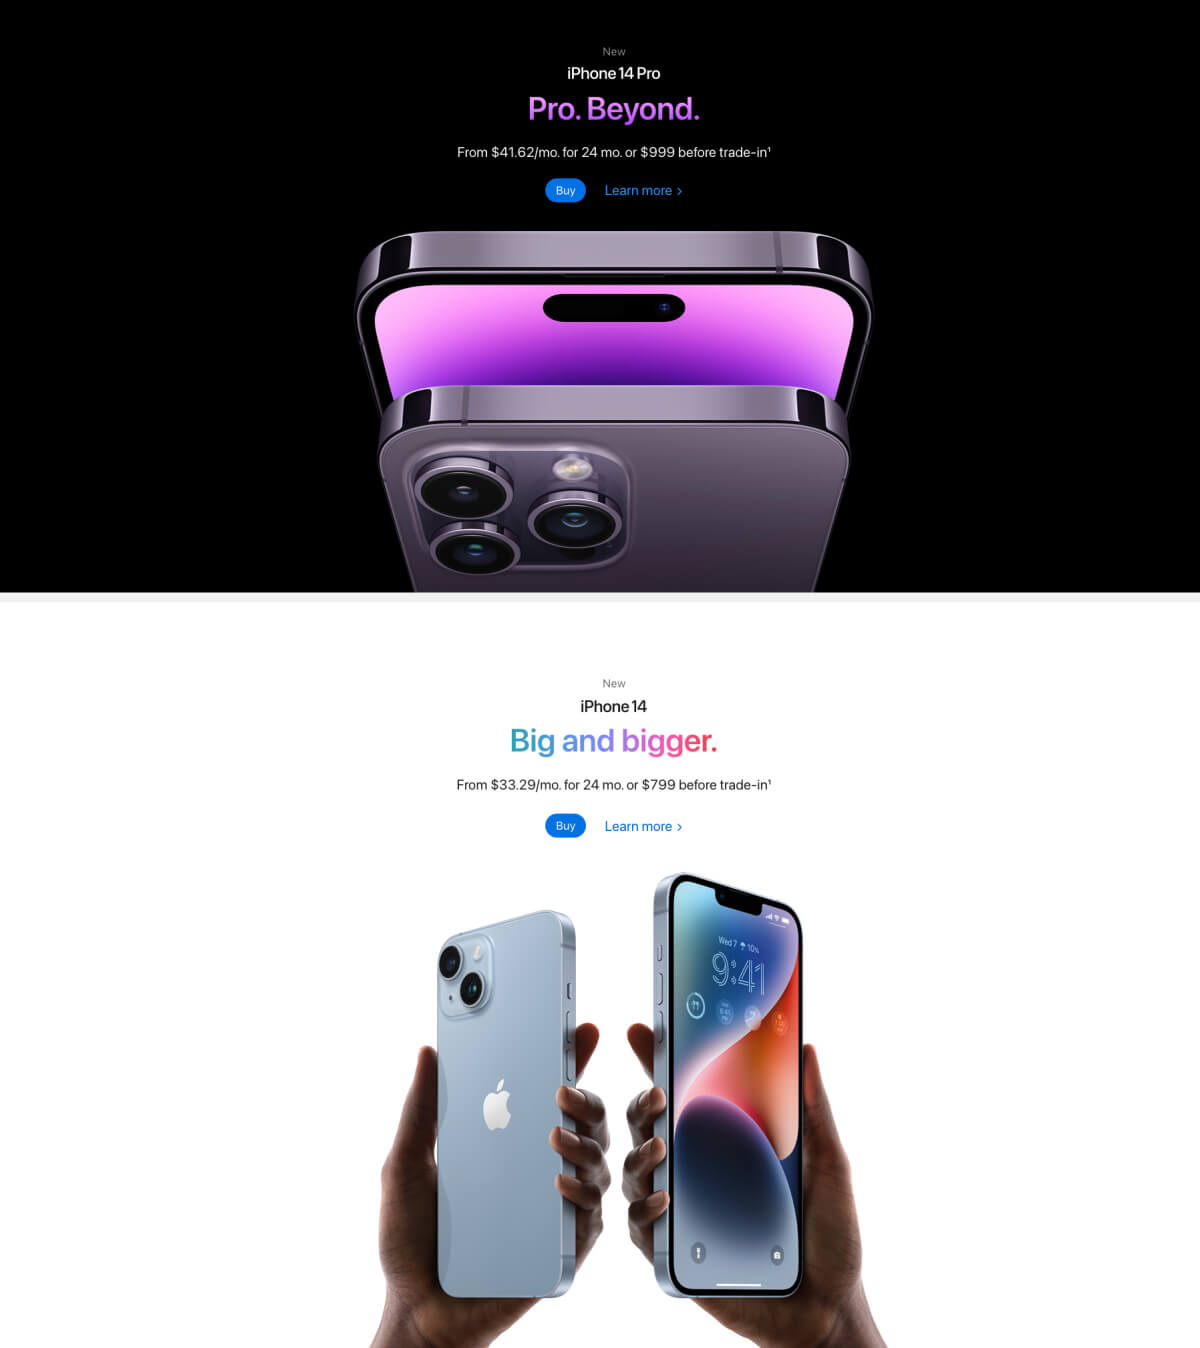 New
iPhone 14 Pro
Pro. Beyond.
From $41.62/mo. for 24 mo. or $999 before trade-in¹
Buy
Learn more >
New
iPhone 14
Big and bigger.
From $33.29/mo. for 24 mo. or $799 before trade-in¹
Buy
Learn more >
Wed 7 10%
9:41